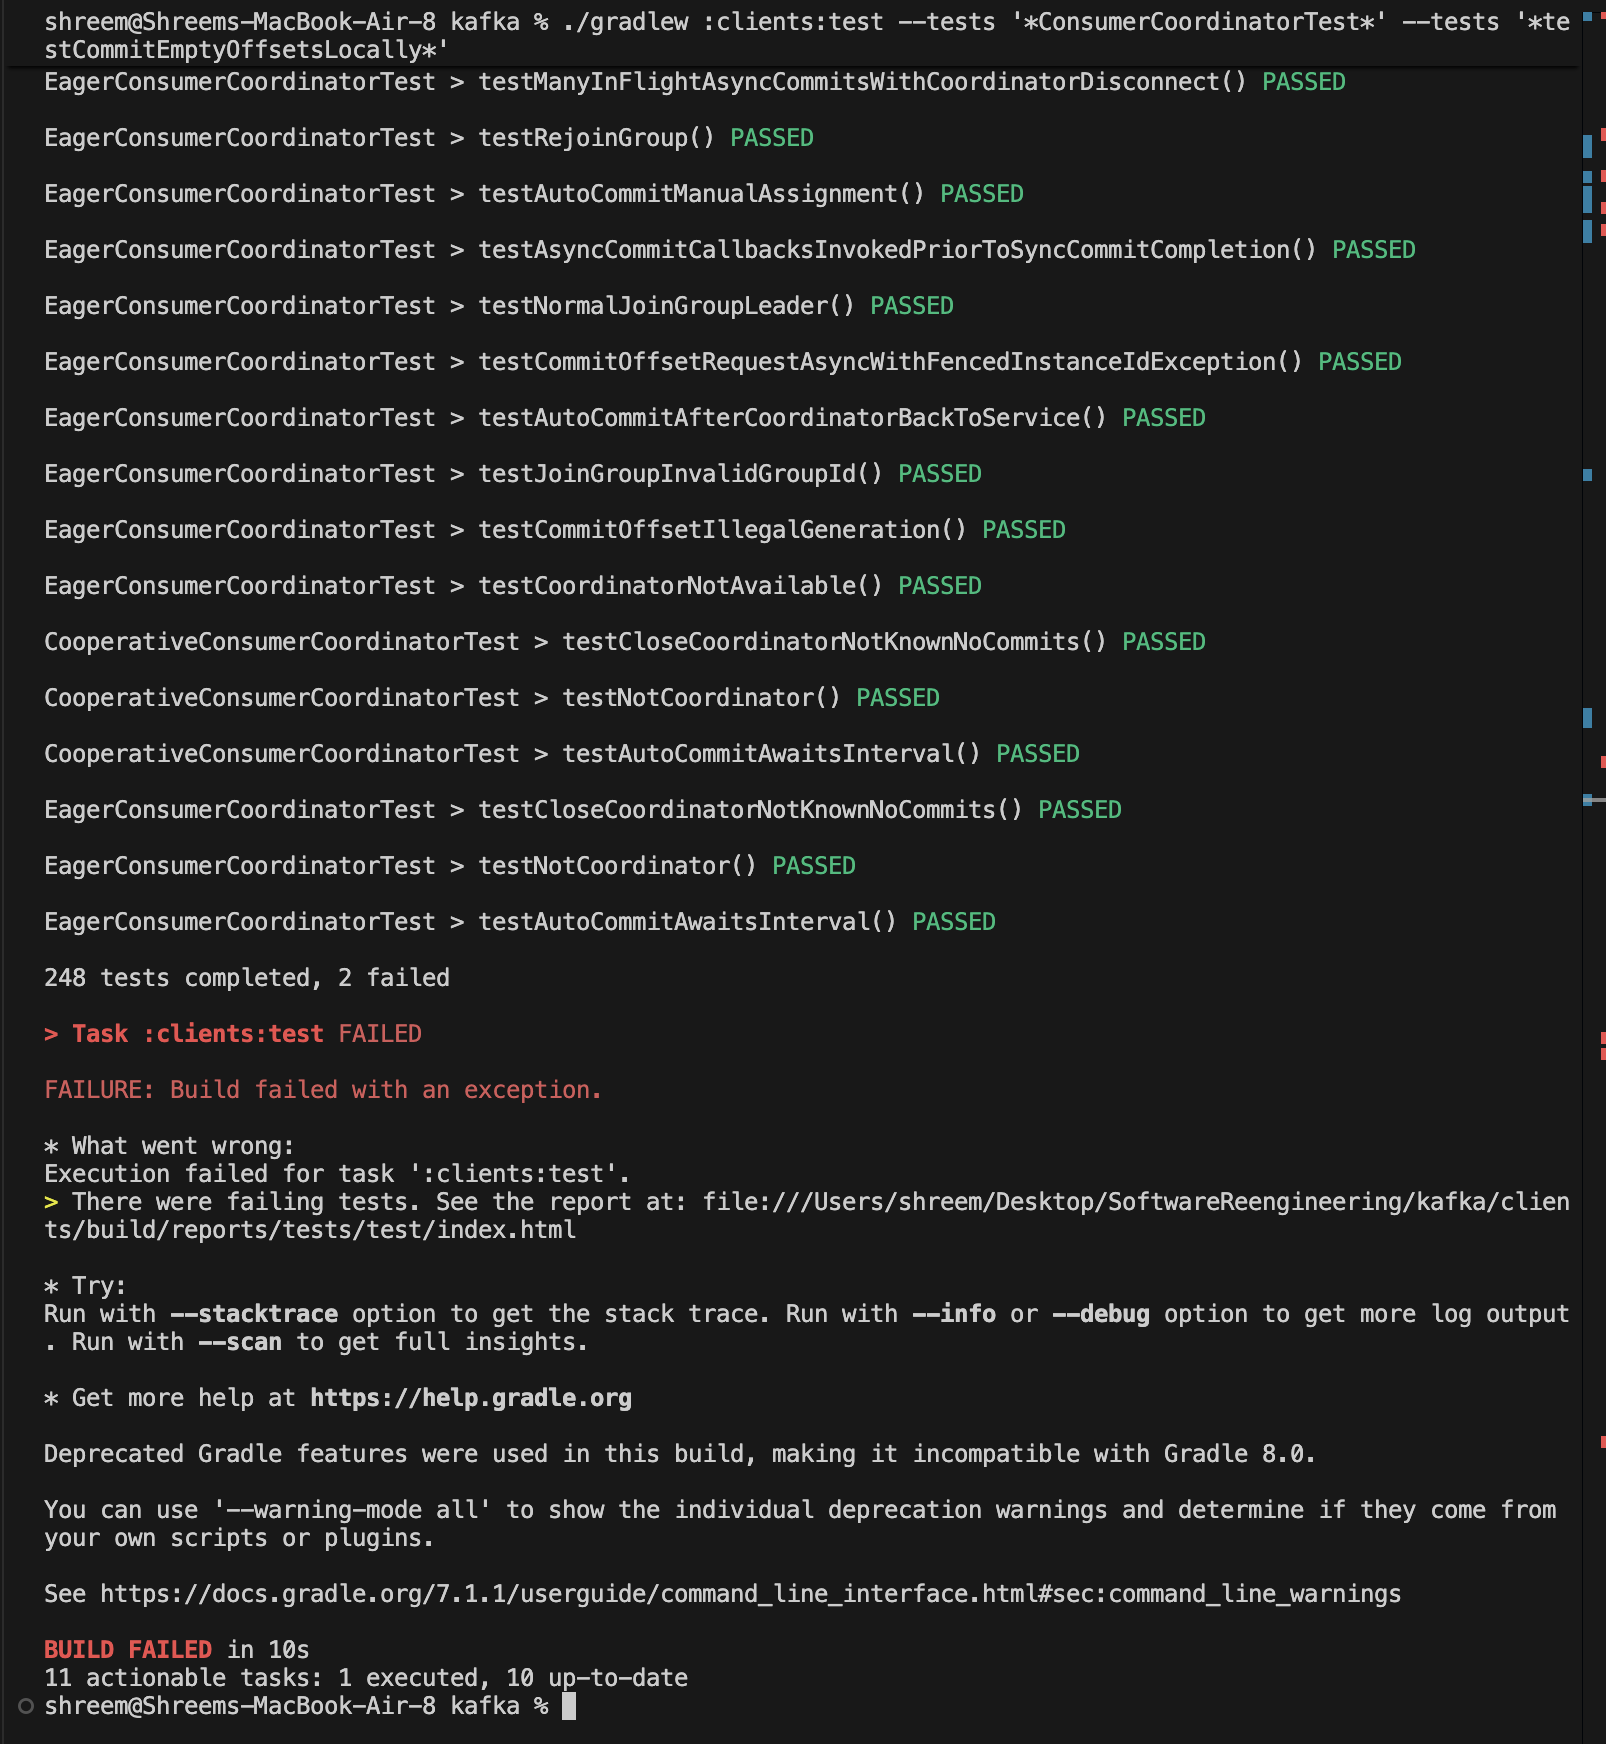 shreem@Shreems-MacBook-Air-8 kafka % ./gradlew :clients:test --tests '*ConsumerCoordinatorTest*' --tests '*te
stCommitEmptyOffsetsLocally*'
EagerConsumerCoordinatorTest > testManyInFlightAsyncCommitsWithCoordinatorDisconnect() PASSED
EagerConsumerCoordinatorTest > testRejoinGroup() PASSED
EagerConsumerCoordinatorTest > testAutoCommitManualAssignment() PASSED
EagerConsumerCoordinatorTest > testAsyncCommitCallbacksInvokedPriorToSyncCommitCompletion() PASSED
EagerConsumerCoordinatorTest > testNormalJoinGroupLeader() PASSED
EagerConsumerCoordinatorTest > testCommitOffsetRequestAsyncWithFencedInstanceIdException() PASSED
EagerConsumerCoordinatorTest > testAutoCommitAfterCoordinatorBackToService() PASSED
EagerConsumerCoordinatorTest > testJoinGroupInvalidGroupId() PASSED
EagerConsumerCoordinatorTest > testCommitOffsetIllegalGeneration() PASSED
EagerConsumerCoordinatorTest > testCoordinatorNotAvailable() PASSED
CooperativeConsumerCoordinatorTest > testCloseCoordinatorNotKnownNoCommits() PASSED
CooperativeConsumerCoordinatorTest > testNotCoordinator() PASSED
CooperativeConsumerCoordinatorTest > testAutoCommitAwaitsInterval() PASSED
EagerConsumerCoordinatorTest > testCloseCoordinatorNotKnownNoCommits() PASSED
EagerConsumerCoordinatorTest > testNotCoordinator() PASSED
EagerConsumerCoordinatorTest > testAutoCommitAwaitsInterval() PASSED
248 tests completed, 2 failed
> Task :clients:test FAILED
FAILURE: Build failed with an exception.
* What went wrong:
Execution failed for task ':clients:test'.
> There were failing tests. See the report at: file:///Users/shreem/Desktop/SoftwareReengineering/kafka/clien
ts/build/reports/tests/test/index.html
* Try:
Run with --stacktrace option to get the stack trace. Run with --info or --debug option to get more log output
. Run with --scan to get full insights.
* Get more help at https://help.gradle.org
Deprecated Gradle features were used in this build, making it incompatible with Gradle 8.0.
You can use '--warning-mode all' to show the individual deprecation warnings and determine if they come from
your own scripts or plugins.
See https://docs.gradle.org/7.1.1/userguide/command_line_interface.html#sec:command_line_warnings
BUILD FAILED in 10s
11 actionable tasks: 1 executed, 10 up-to-date
shreem@Shreems-MacBook-Air-8 kafka %